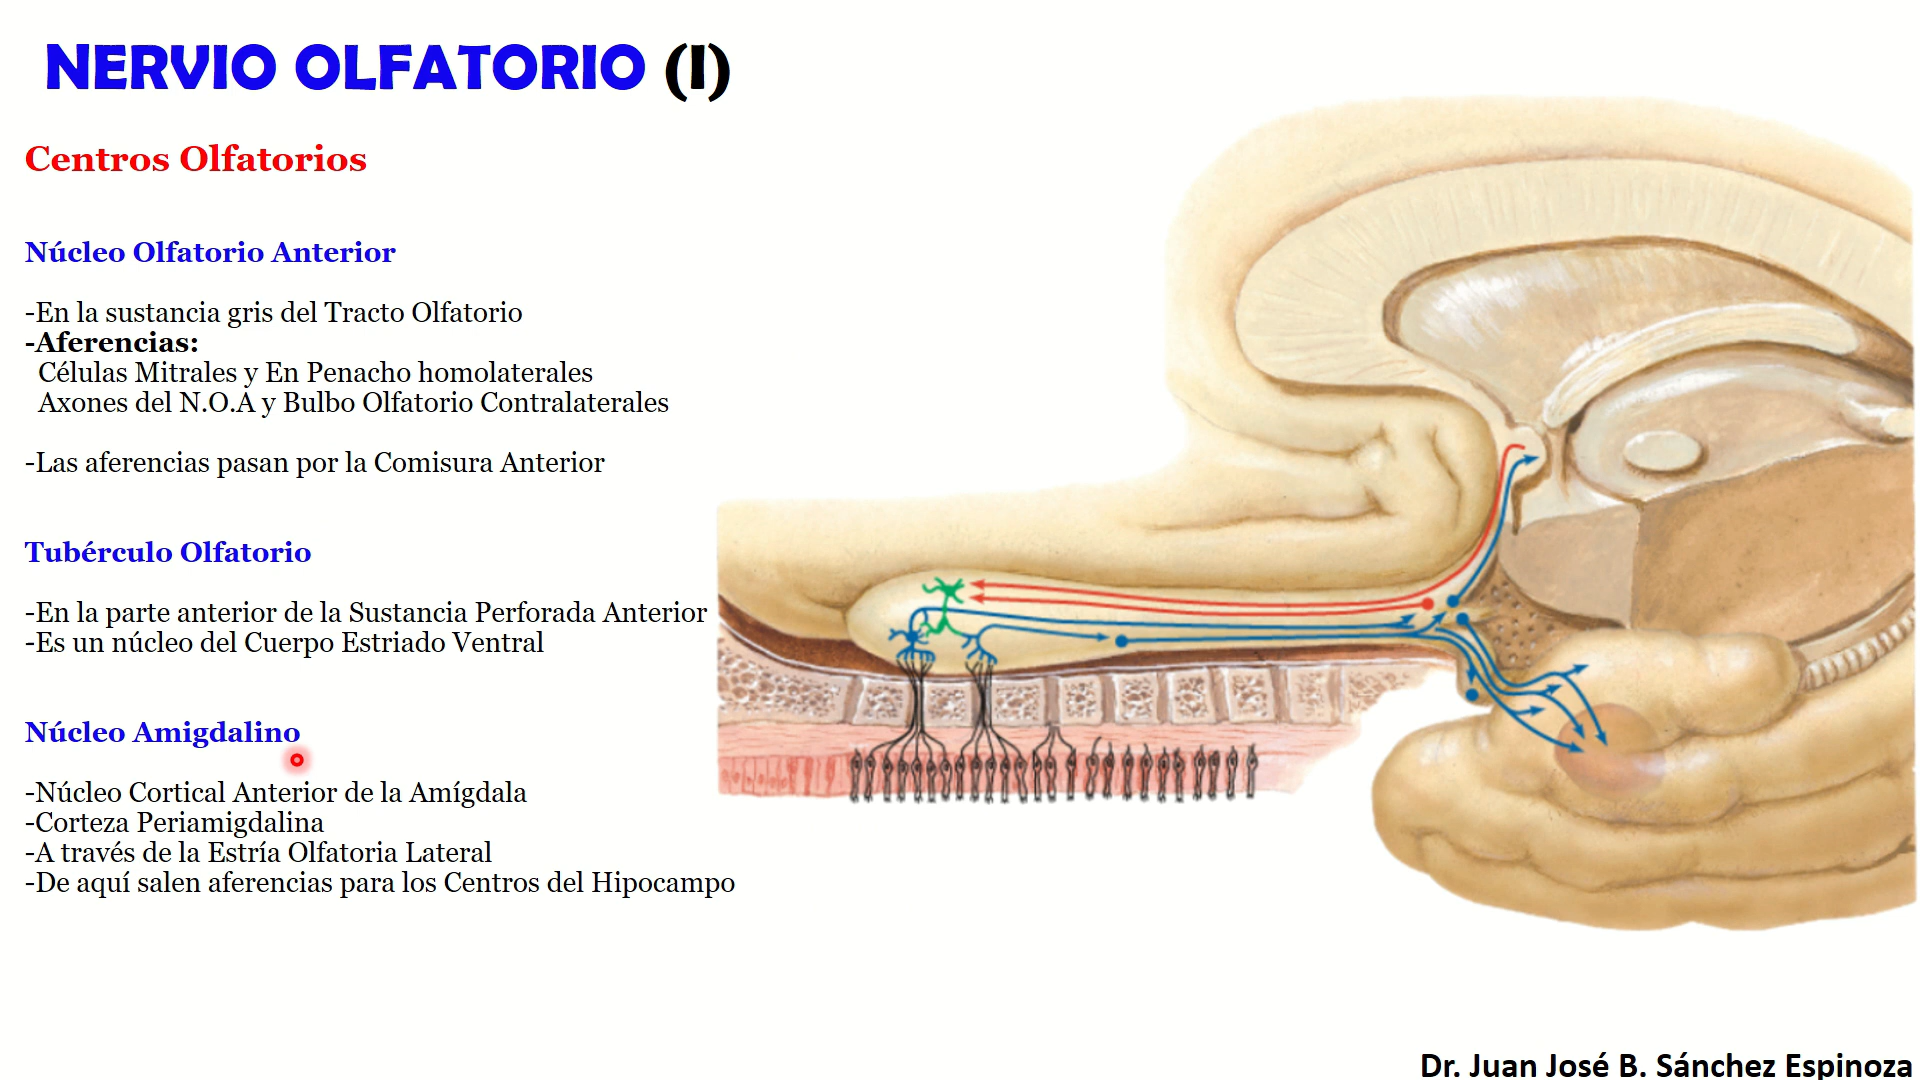 NERVIO OLFATORIO (I)
Centros Olfatorios
Núcleo Olfatorio Anterior
-En la sustancia gris del Tracto Olfatorio
-Aferencias:
Células Mitrales y En Penacho homolaterales
Axones del N.O.A y Bulbo Olfatorio Contralaterales
-Las aferencias pasan por la Comisura Anterior
Tubérculo Olfatorio
-En la parte anterior de la Sustancia Perforada Anterior
-Es un núcleo del Cuerpo Estriado Ventral
Núcleo Amigdalino
-Núcleo Cortical Anterior de la Amígdala
-Corteza Periamigdalina
-A través de la Estría Olfatoria Lateral
-De aquí salen aferencias para los Centros del Hipocampo
Dr. Juan José B. Sánchez Espinoza